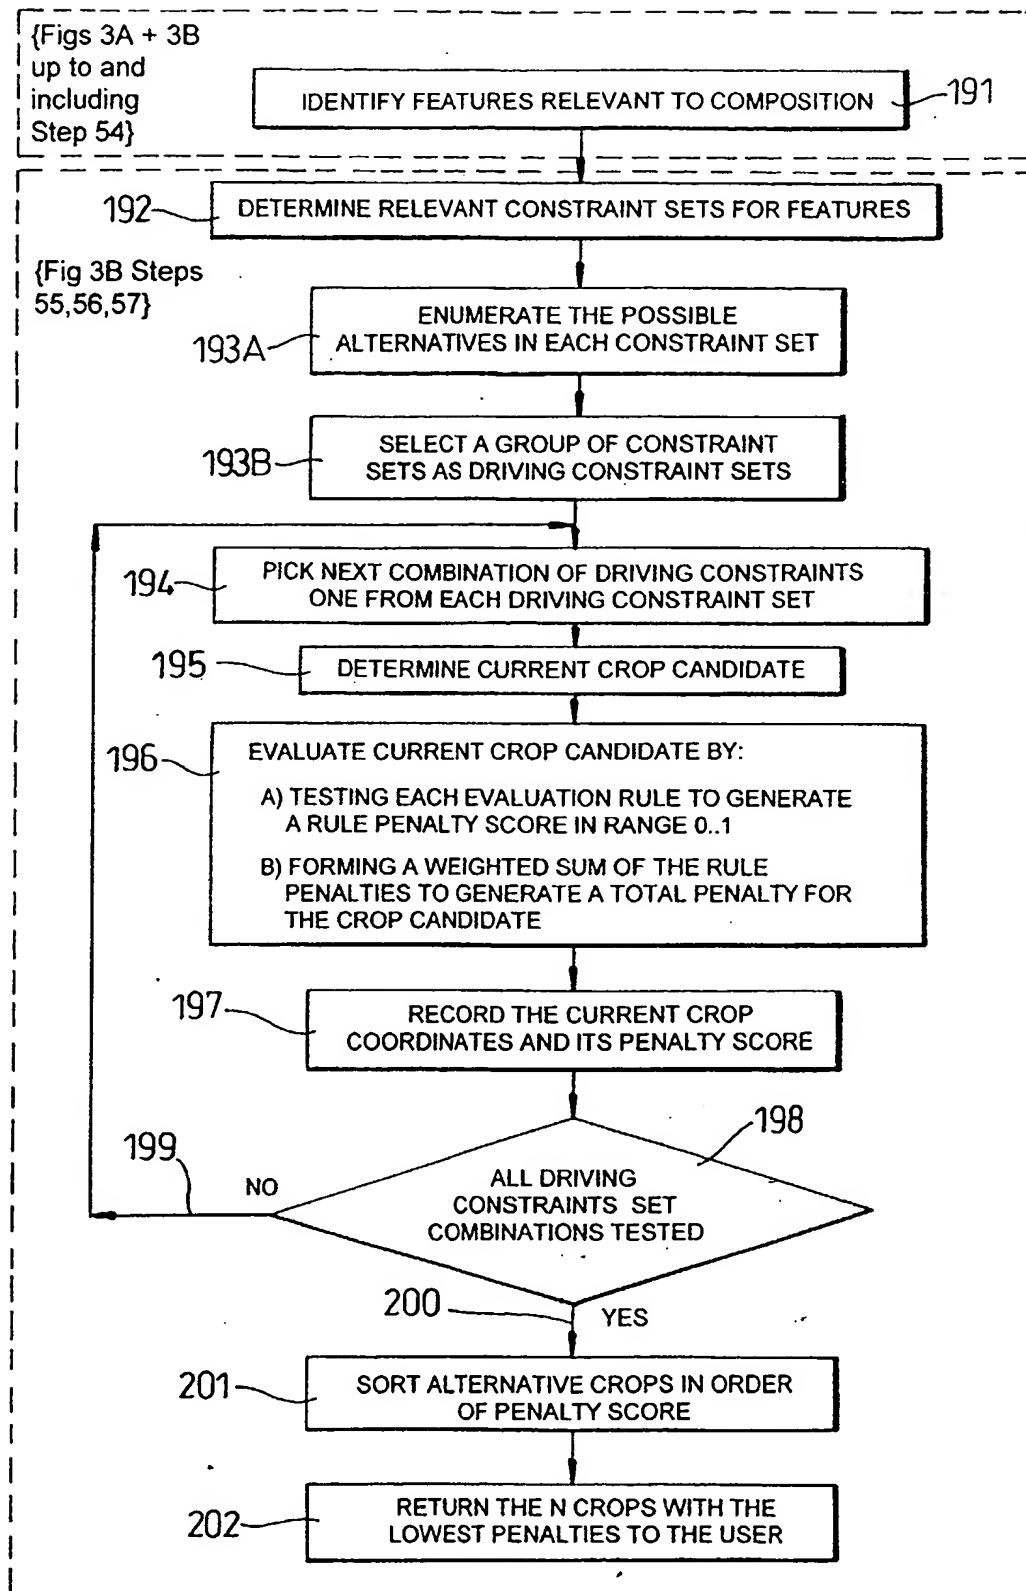 {Figs 3A + 3B
up to and
including
Step 54}
IDENTIFY FEATURES RELEVANT TO COMPOSITION
191
192
DETERMINE RELEVANT CONSTRAINT SETS FOR FEATURES
{Fig 3B Steps
55,56,57}
193A
ENUMERATE THE POSSIBLE
ALTERNATIVES IN EACH CONSTRAINT SET
193B
SELECT A GROUP OF CONSTRAINT
SETS AS DRIVING CONSTRAINT SETS
194
PICK NEXT COMBINATION OF DRIVING CONSTRAINTS
ONE FROM EACH DRIVING CONSTRAINT SET
195
DETERMINE CURRENT CROP CANDIDATE
196
EVALUATE CURRENT CROP CANDIDATE BY:
A) TESTING EACH EVALUATION RULE TO GENERATE
A RULE PENALTY SCORE IN RANGE 0..1
B) FORMING A WEIGHTED SUM OF THE RULE
PENALTIES TO GENERATE A TOTAL PENALTY FOR
THE CROP CANDIDATE
197
RECORD THE CURRENT CROP
COORDINATES AND ITS PENALTY SCORE
198
199
NO
ALL DRIVING
CONSTRAINTS SET
COMBINATIONS TESTED
200
YES
201
SORT ALTERNATIVE CROPS IN ORDER
OF PENALTY SCORE
202
RETURN THE N CROPS WITH THE
LOWEST PENALTIES TO THE USER